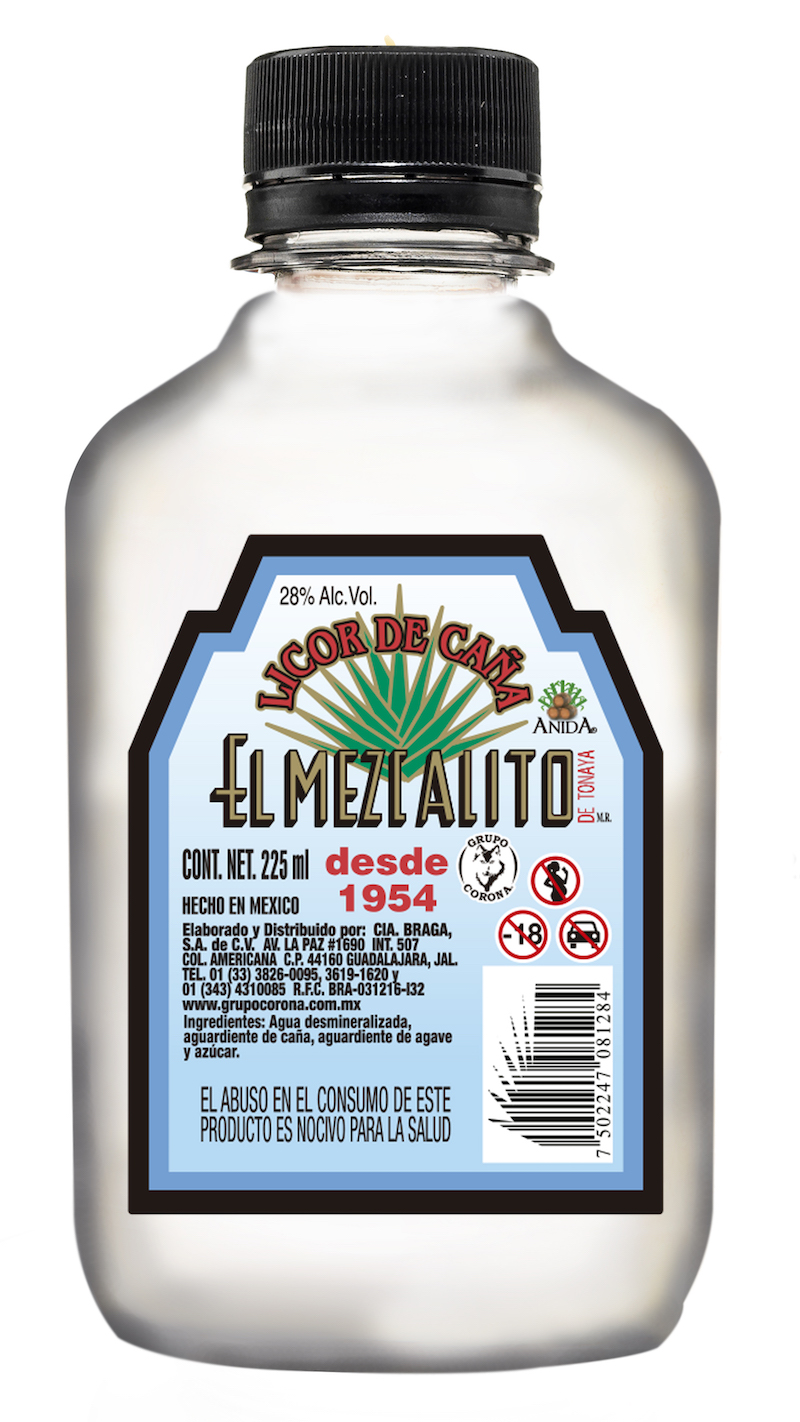 28% Alc.Vol.
LICOR DE CAÑA
ANIDA®
EL MEZCALITO
DE TONAYA
M.R.
CONT. NET. 225 ml
desde
1954
GRUPO
CORONA
HECHO EN MEXICO
-18
Elaborado y Distribuido por: CIA. BRAGA,
S.A. de C.V. AV. LA PAZ #1690 INT. 507
COL. AMERICANA C.P. 44160 GUADALAJARA, JAL.
TEL. 01 (33) 3826-0095, 3619-1620 y
01 (343) 4310085 R.F.C. BRA-031216-I32
www.grupocorona.com.mx
Ingredientes: Agua desmineralizada,
aguardiente de caña, aguardiente de agave
y azúcar.
EL ABUSO EN EL CONSUMO DE ESTE
PRODUCTO ES NOCIVO PARA LA SALUD
7 502247 081284